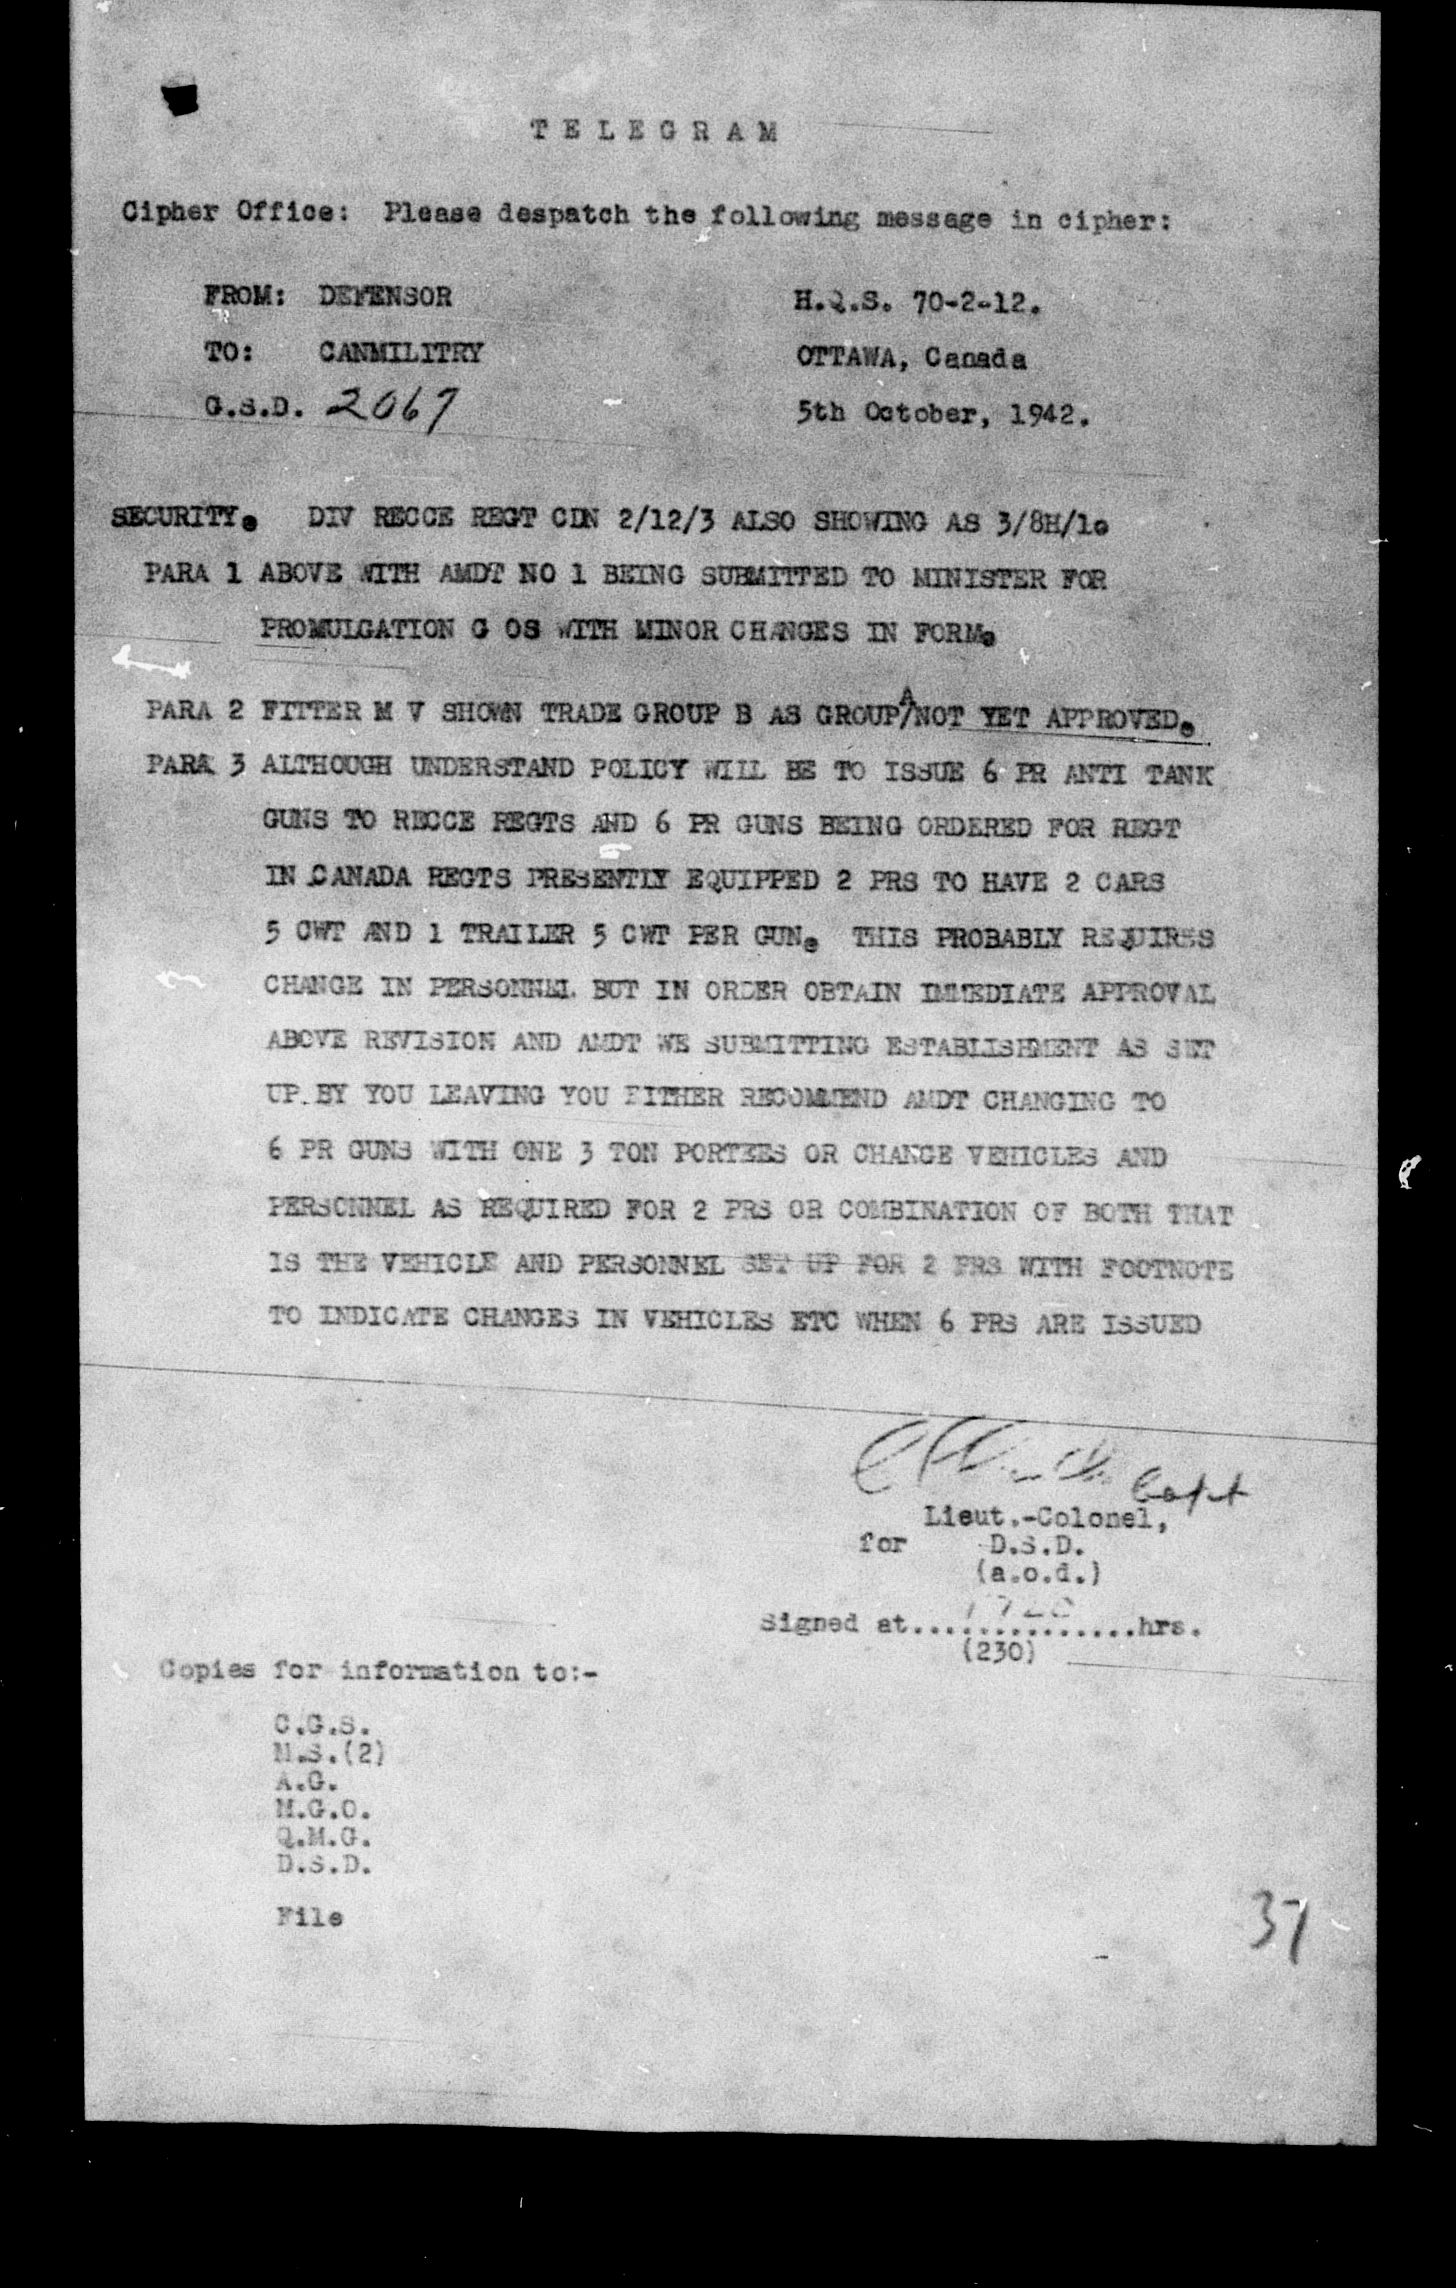 TELEGRAM
Cipher Office: Please despatch the following message in cipher:
FROM: DEFENSOR
H.Q.S. 70-2-12.
TO: CANMILITRY
OTTAWA, Canada
G.S.D. 2067
5th October, 1942.
SECURITY. DIV RECCE REGT CDN 2/12/3 ALSO SHOWING AS 3/8H/1.
PARA 1 ABOVE WITH AMDT NO 1 BEING SUBMITTED TO MINISTER FOR
PROMULGATION G OS WITH MINOR CHANGES IN FORM.
PARA 2 FITTER M V SHOWN TRADE GROUP B AS GROUP/A NOT YET APPROVED.
PARA 3 ALTHOUGH UNDERSTAND POLICY WILL BE TO ISSUE 6 PR ANTI TANK
GUNS TO RECCE REGTS AND 6 PR GUNS BEING ORDERED FOR REGT
IN CANADA REGTS PRESENTLY EQUIPPED 2 PRS TO HAVE 2 CARS
5 CWT AND 1 TRAILER 5 CWT PER GUN. THIS PROBABLY REQUIRES
CHANGE IN PERSONNEL BUT IN ORDER OBTAIN IMMEDIATE APPROVAL
ABOVE REVISION AND AMDT WE SUBMITTING ESTABLISHMENT AS SET
UP BY YOU LEAVING YOU EITHER RECOMMEND AMDT CHANGING TO
6 PR GUNS WITH ONE 3 TON PORTEES OR CHANGE VEHICLES AND
PERSONNEL AS REQUIRED FOR 2 PRS OR COMBINATION OF BOTH THAT
IS THE VEHICLE AND PERSONNEL SET UP FOR 2 PRS WITH FOOTNOTE
TO INDICATE CHANGES IN VEHICLES ETC WHEN 6 PRS ARE ISSUED
Capt
Lieut.-Colonel,
for D.S.D.
(a.o.d.)
Signed at...............hrs.
(230)
Copies for information to:-
C.G.S.
M.S.(2)
A.G.
M.G.O.
Q.M.G.
D.S.D.
File
37